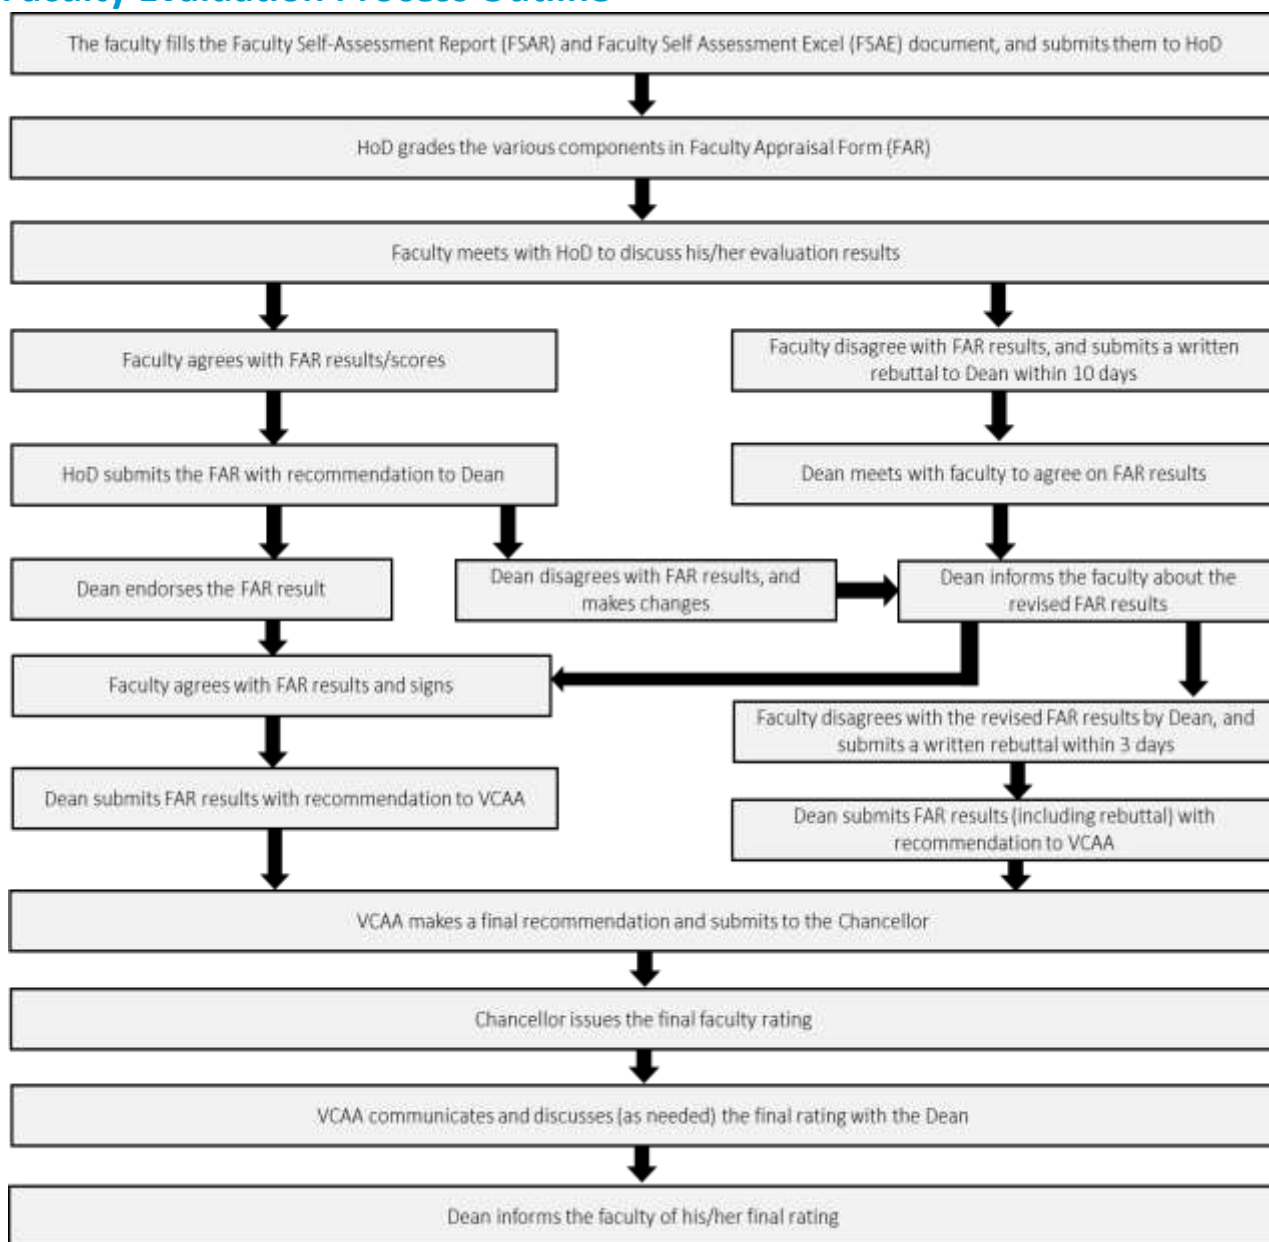 Faculty Evaluation Process Outline
The faculty fills the Faculty Self-Assessment Report (FSAR) and Faculty Self Assessment Excel (FSAE) document, and submits them to HoD
HoD grades the various components in Faculty Appraisal Form (FAR)
Faculty meets with HoD to discuss his/her evaluation results
Faculty agrees with FAR results/scores
Faculty disagree with FAR results, and submits a written
rebuttal to Dean within 10 days
HoD submits the FAR with recommendation to Dean
Dean meets with faculty to agree on FAR results
Dean endorses the FAR result
Dean disagrees with FAR results, and
makes changes
Dean informs the faculty about the
revised FAR results
Faculty agrees with FAR results and signs
Faculty disagrees with the revised FAR results by Dean, and
submits a written rebuttal within 3 days
Dean submits FAR results with recommendation to VCAA
Dean submits FAR results (including rebuttal) with
recommendation to VCAA
VCAA makes a final recommendation and submits to the Chancellor
Chancellor issues the final faculty rating
VCAA communicates and discusses (as needed) the final rating with the Dean
Dean informs the faculty of his/her final rating